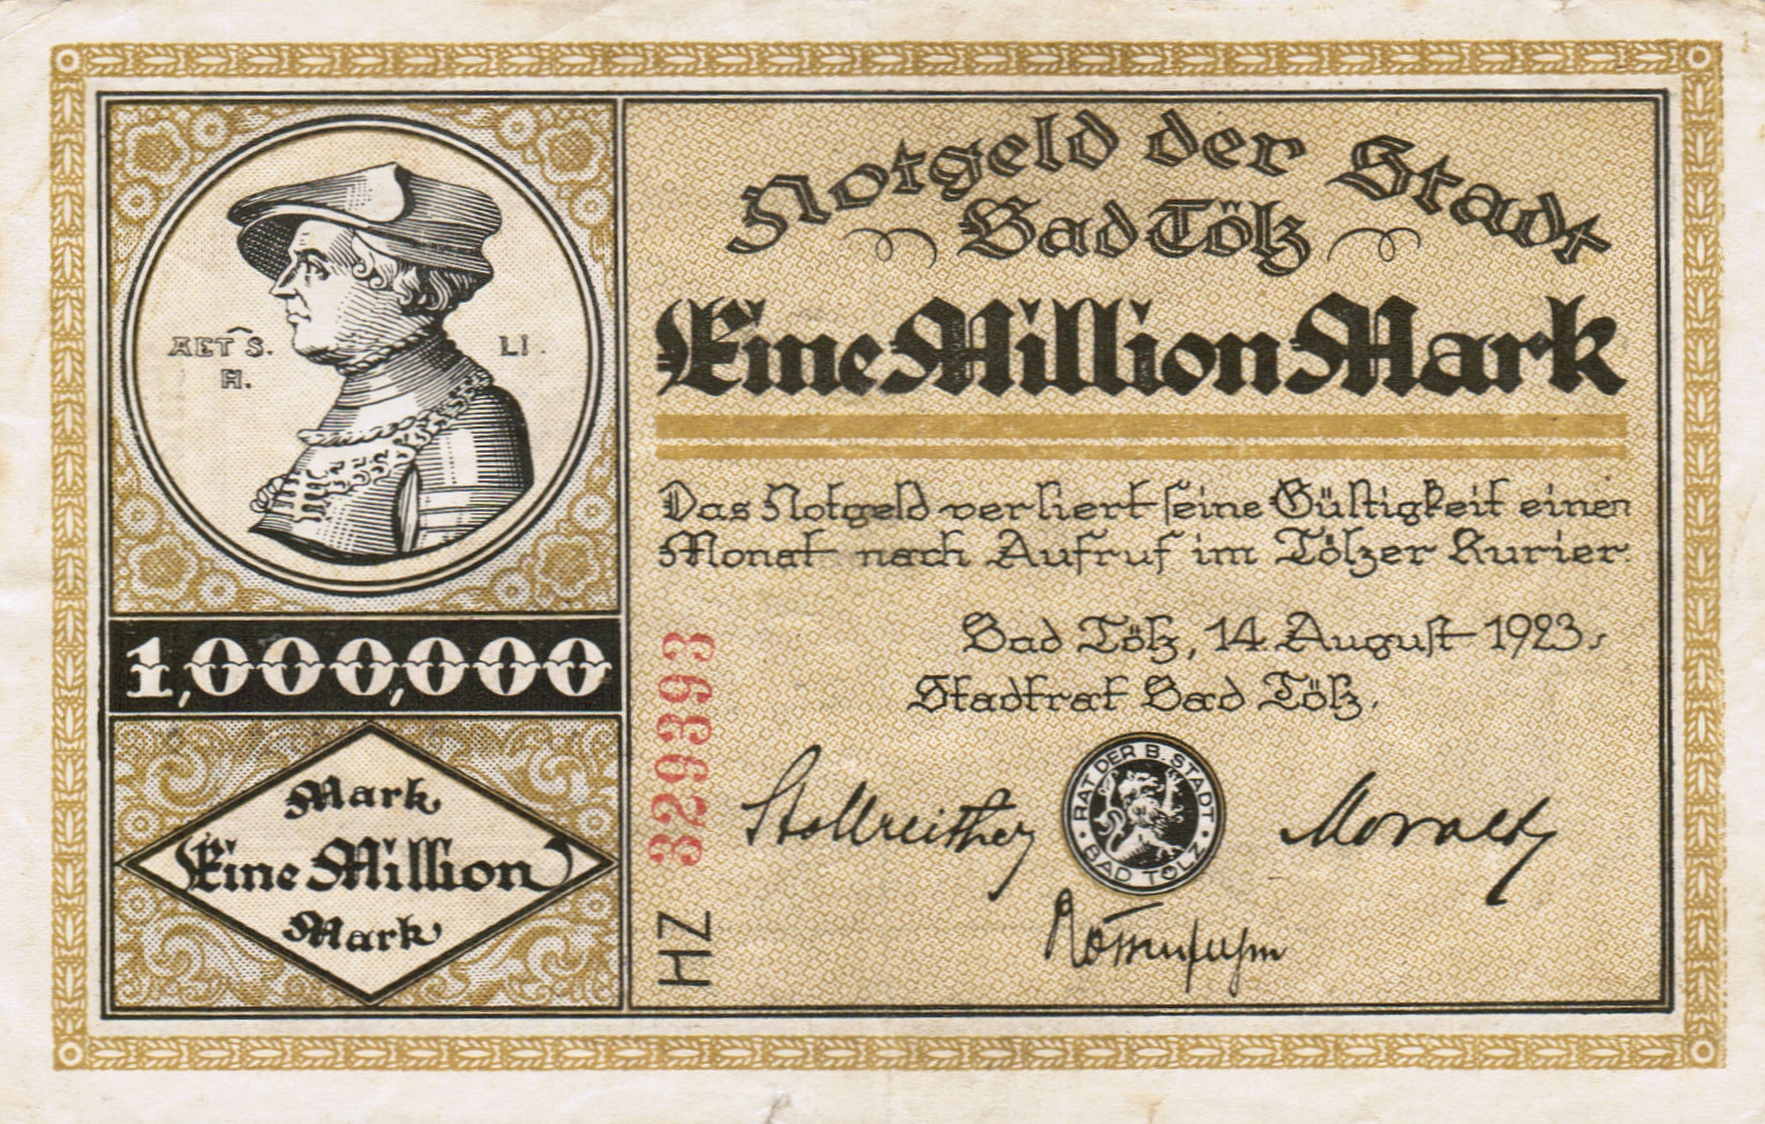 Notgeld der Stadt
Bad Tölz
Eine Million Mark
Das Notgeld verliert seine Gültigkeit einen
Monat nach Aufruf im Tölzer Kurier.
Bad Tölz, 14. August 1923.
Stadtrat Bad Tölz.
RAT DER B. STADT
BAD TÖLZ
AET S. LI.
H.
1,000,000
Mark
Eine Million
Mark
329393
HZ